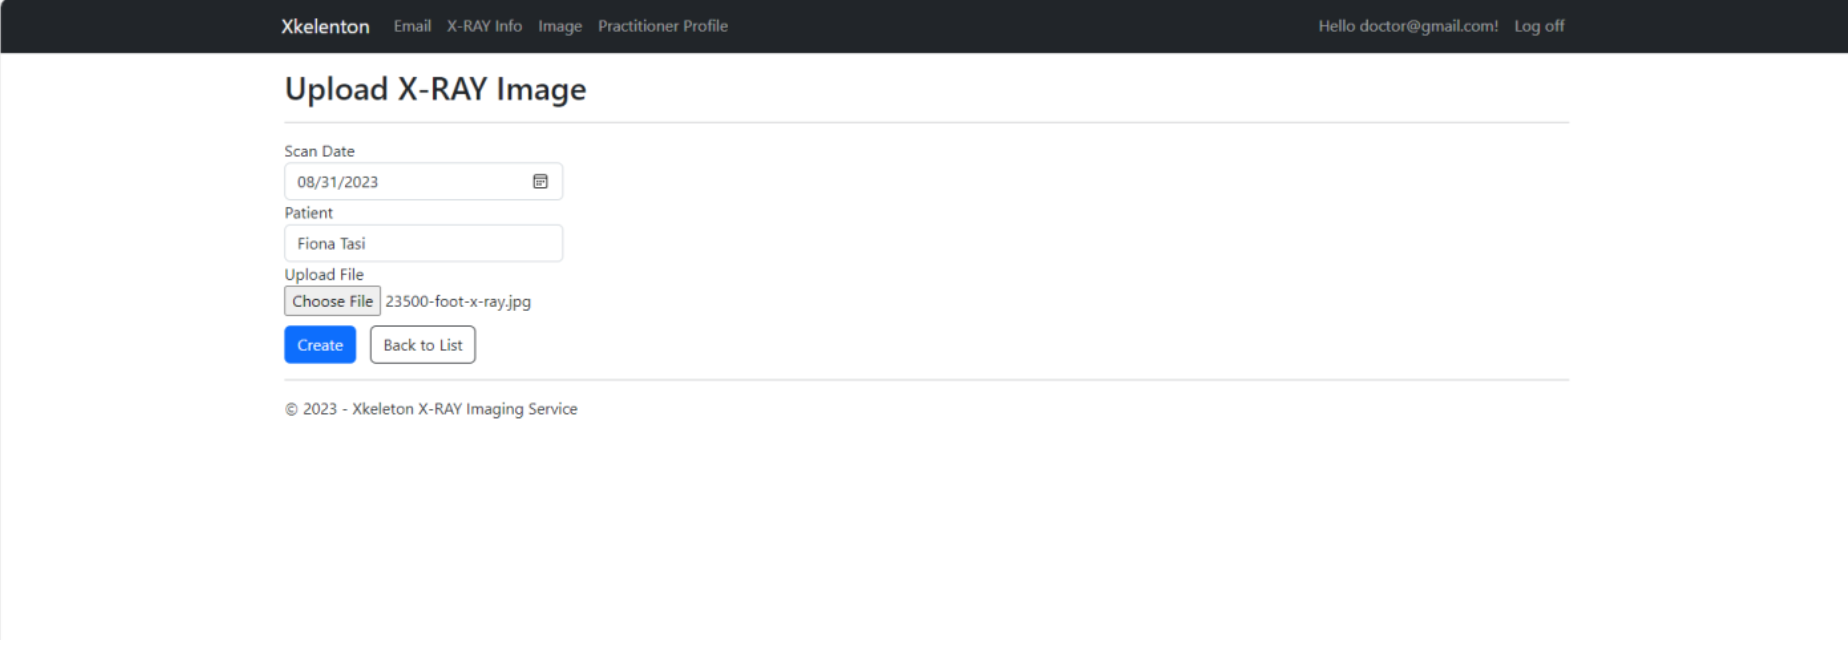 Xkelenton Email X-RAY Info Image Practitioner Profile Hello doctor@gmail.com! Log off
Upload X-RAY Image
Scan Date
08/31/2023
Patient
Fiona Tasi
Upload File
Choose File 23500-foot-x-ray.jpg
Create Back to List
© 2023 - Xkeleton X-RAY Imaging Service